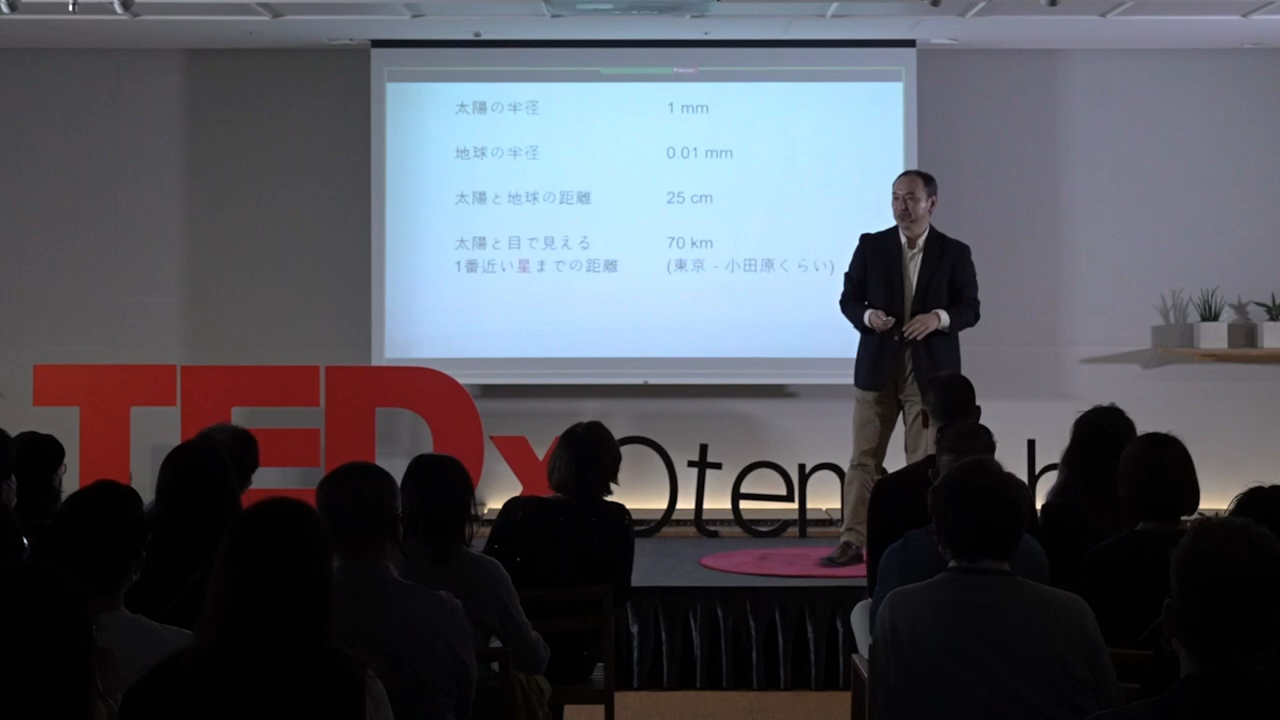 太陽の半径 1 mm
地球の半径 0.01 mm
太陽と地球の距離 25 cm
太陽と目で見える 70 km
1番近い星までの距離 (東京 - 小田原くらい)
TEDx